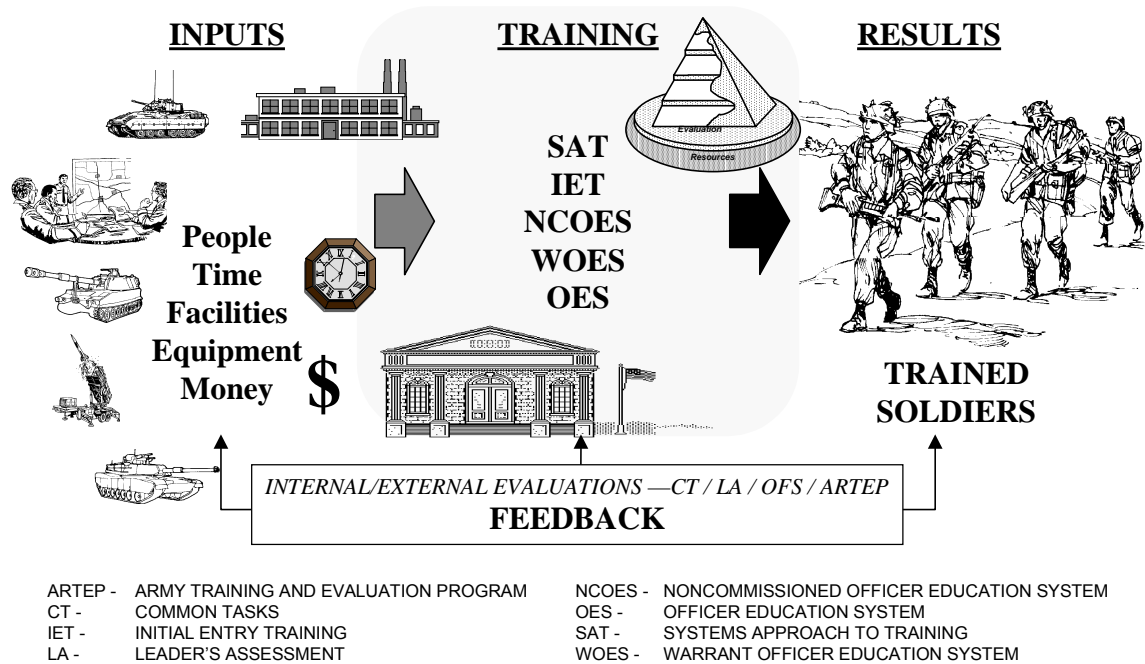 INPUTS
TRAINING
RESULTS
Evaluation
Resources
People
Time
Facilities
Equipment
Money
$
SAT
IET
NCOES
WOES
OES
TRAINED
SOLDIERS
INTERNAL/EXTERNAL EVALUATIONS —CT / LA / OFS / ARTEP
FEEDBACK
ARTEP - ARMY TRAINING AND EVALUATION PROGRAM
CT - COMMON TASKS
IET - INITIAL ENTRY TRAINING
LA - LEADER'S ASSESSMENT
NCOES - NONCOMMISSIONED OFFICER EDUCATION SYSTEM
OES - OFFICER EDUCATION SYSTEM
SAT - SYSTEMS APPROACH TO TRAINING
WOES - WARRANT OFFICER EDUCATION SYSTEM